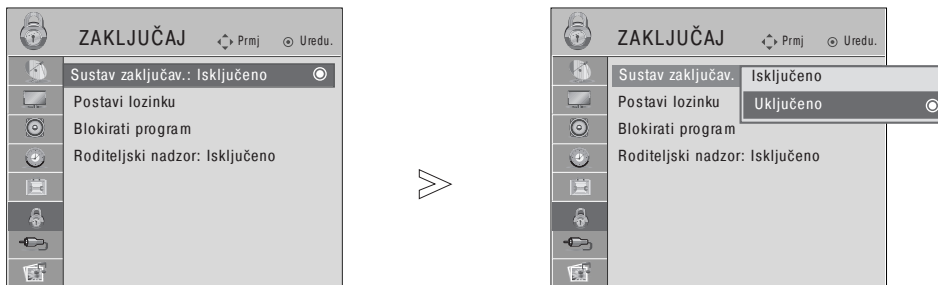 ZAKLJUČAJ Prmj Uredu.
Sustav zaključav.: Isključeno
Postavi lozinku
Blokirati program
Roditeljski nadzor: Isključeno
ZAKLJUČAJ Prmj Uredu.
Sustav zaključav. Isključeno
Postavi lozinku Uključeno
Blokirati program
Roditeljski nadzor: Isključeno